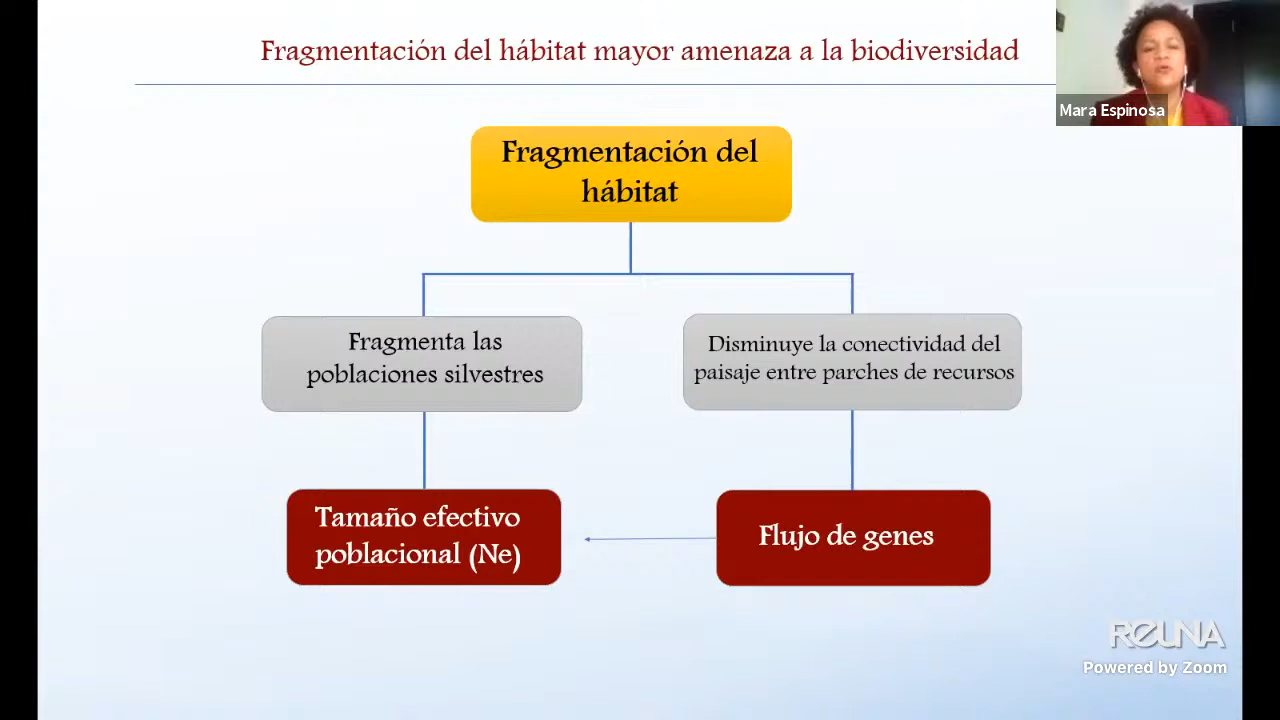 Fragmentación del hábitat mayor amenaza a la biodiversidad
Mara Espinosa
Fragmentación del
hábitat
Fragmenta las
poblaciones silvestres
Disminuye la conectividad del
paisaje entre parches de recursos
Tamaño efectivo
poblacional (Ne)
Flujo de genes
REUNA
Powered by Zoom